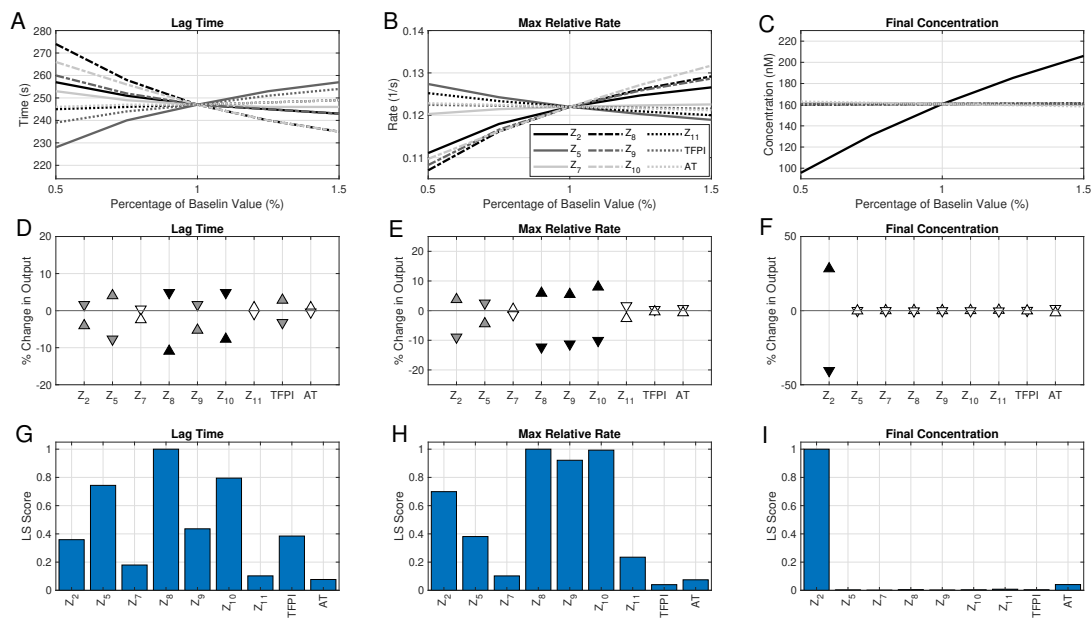 A
Lag Time
280
270
260
250
240
230
220
Time (s)
0.5
1
1.5
Percentage of Baselin Value (%)
B
Max Relative Rate
0.14
0.13
0.12
0.11
Rate (1/s)
Z2 Z8 Z11
Z5 Z9 TFPI
Z7 Z10 AT
0.5
1
1.5
Percentage of Baselin Value (%)
C
Final Concentration
220
200
180
160
140
120
100
Concentration (nM)
0.5
1
1.5
Percentage of Baselin Value (%)
D
Lag Time
20
10
0
-10
-20
% Change in Output
Z2 Z5 Z7 Z8 Z9 Z10 Z11 TFPI AT
E
Max Relative Rate
20
10
0
-10
-20
% Change in Output
Z2 Z5 Z7 Z8 Z9 Z10 Z11 TFPI AT
F
Final Concentration
50
0
-50
% Change in Output
Z2 Z5 Z7 Z8 Z9 Z10 Z11 TFPI AT
G
Lag Time
1
0.8
0.6
0.4
0.2
0
LS Score
Z2 Z5 Z7 Z8 Z9 Z10 Z11 TFPI AT
H
Max Relative Rate
1
0.8
0.6
0.4
0.2
0
LS Score
Z2 Z5 Z7 Z8 Z9 Z10 Z11 TFPI AT
I
Final Concentration
1
0.8
0.6
0.4
0.2
0
LS Score
Z2 Z5 Z7 Z8 Z9 Z10 Z11 TFPI AT